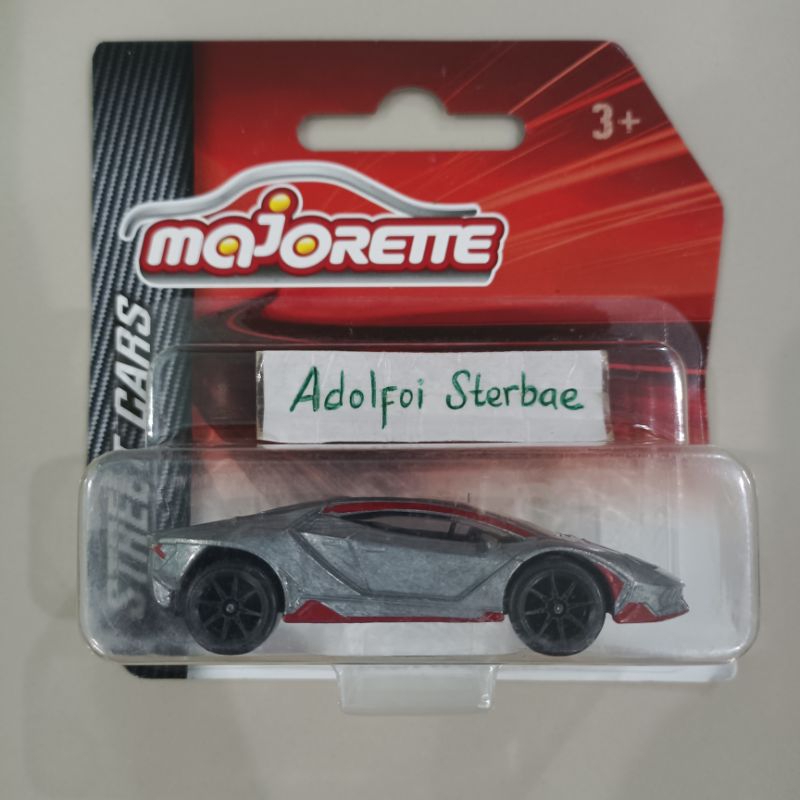 3+
MAJORETTE
STREET CARS
Adolfoi Sterbae